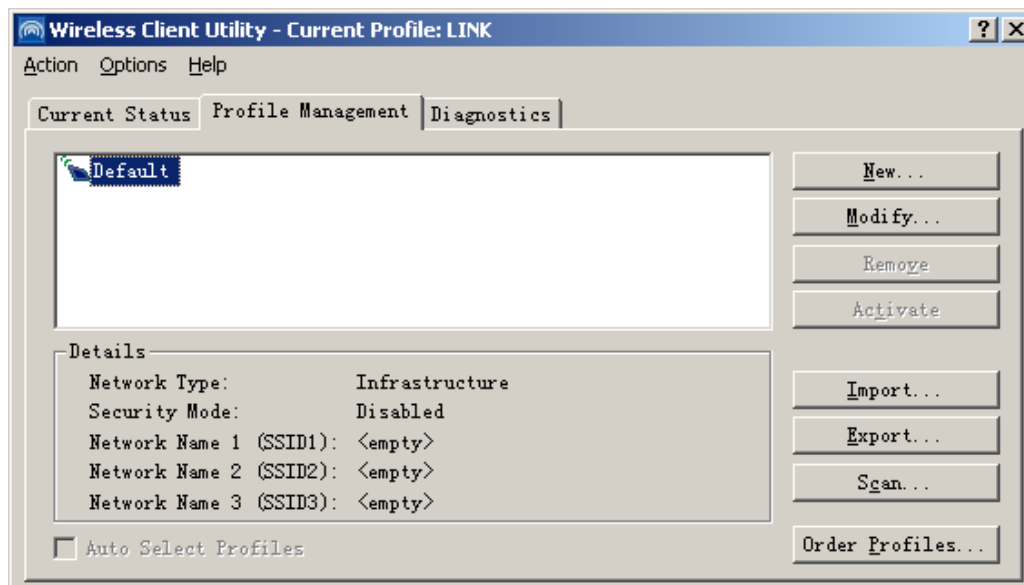 Wireless Client Utility - Current Profile: LINK
Action Options Help
Current Status Profile Management Diagnostics
Default
New...
Modify...
Remove
Activate
Details
Network Type: Infrastructure
Security Mode: Disabled
Network Name 1 (SSID1): <empty>
Network Name 2 (SSID2): <empty>
Network Name 3 (SSID3): <empty>
Import...
Export...
Scan...
Auto Select Profiles
Order Profiles...